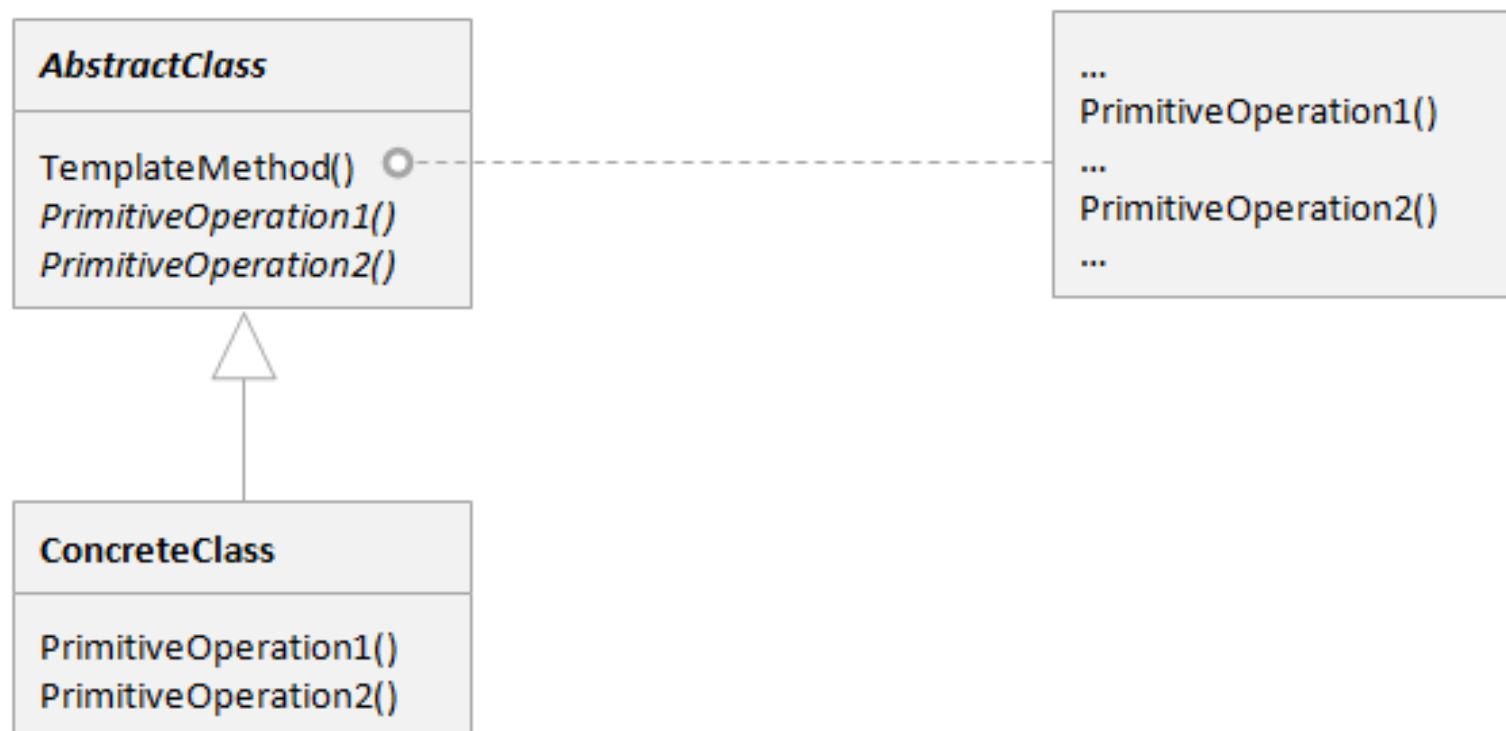 AbstractClass
TemplateMethod()
PrimitiveOperation1()
PrimitiveOperation2()
...
PrimitiveOperation1()
...
PrimitiveOperation2()
...
ConcreteClass
PrimitiveOperation1()
PrimitiveOperation2()